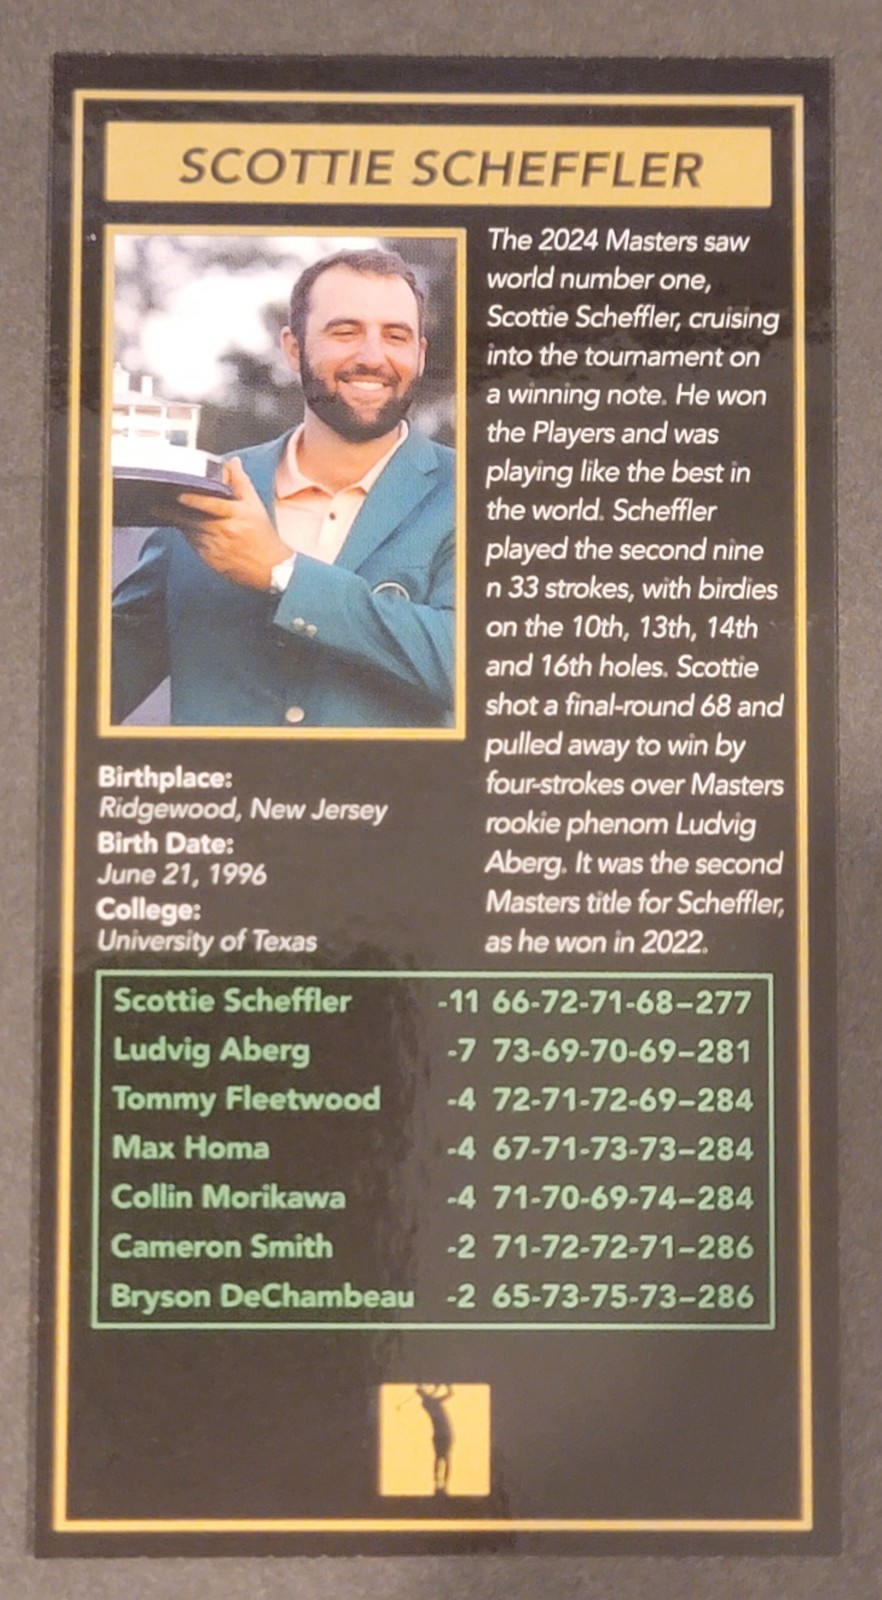 SCOTTIE SCHEFFLER
The 2024 Masters saw
world number one,
Scottie Scheffler, cruising
into the tournament on
a winning note. He won
the Players and was
playing like the best in
the world. Scheffler
played the second nine
n 33 strokes, with birdies
on the 10th, 13th, 14th
and 16th holes. Scottie
shot a final-round 68 and
pulled away to win by
four-strokes over Masters
rookie phenom Ludvig
Aberg. It was the second
Masters title for Scheffler,
as he won in 2022.
Birthplace:
Ridgewood, New Jersey
Birth Date:
June 21, 1996
College:
University of Texas
Scottie Scheffler -11 66-72-71-68–277
Ludvig Aberg -7 73-69-70-69–281
Tommy Fleetwood -4 72-71-72-69–284
Max Homa -4 67-71-73-73–284
Collin Morikawa -4 71-70-69-74–284
Cameron Smith -2 71-72-72-71–286
Bryson DeChambeau -2 65-73-75-73–286